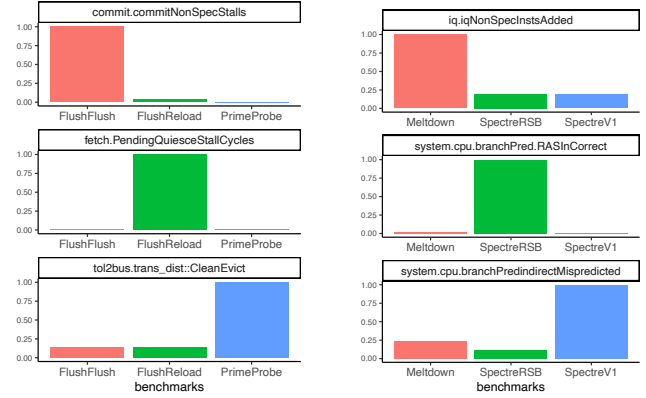 commit.commitNonSpecStalls
1.00
0.75
0.50
0.25
0.00
FlushFlush FlushReload PrimeProbe
fetch.PendingQuiesceStallCycles
1.00
0.75
0.50
0.25
0.00
FlushFlush FlushReload PrimeProbe
tol2bus.trans_dist::CleanEvict
1.00
0.75
0.50
0.25
0.00
FlushFlush FlushReload PrimeProbe
benchmarks
iq.iqNonSpecInstsAdded
1.00
0.75
0.50
0.25
0.00
Meltdown SpectreRSB SpectreV1
system.cpu.branchPred.RASInCorrect
1.00
0.75
0.50
0.25
0.00
Meltdown SpectreRSB SpectreV1
system.cpu.branchPredindirectMispredicted
1.00
0.75
0.50
0.25
0.00
Meltdown SpectreRSB SpectreV1
benchmarks